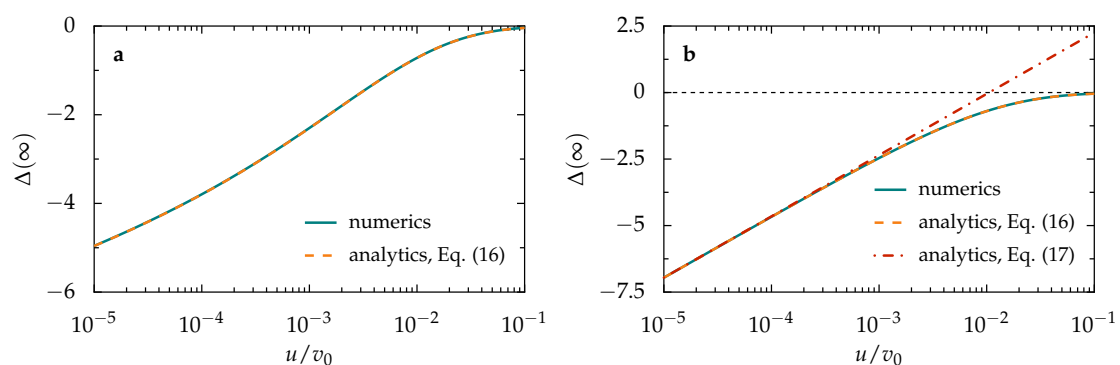 a
0
−2
−4
−6
Δ(∞)
numerics
analytics, Eq. (16)
10⁻⁵ 10⁻⁴ 10⁻³ 10⁻² 10⁻¹
u/v₀
b
2.5
0
−2.5
−5
−7.5
Δ(∞)
numerics
analytics, Eq. (16)
analytics, Eq. (17)
10⁻⁵ 10⁻⁴ 10⁻³ 10⁻² 10⁻¹
u/v₀